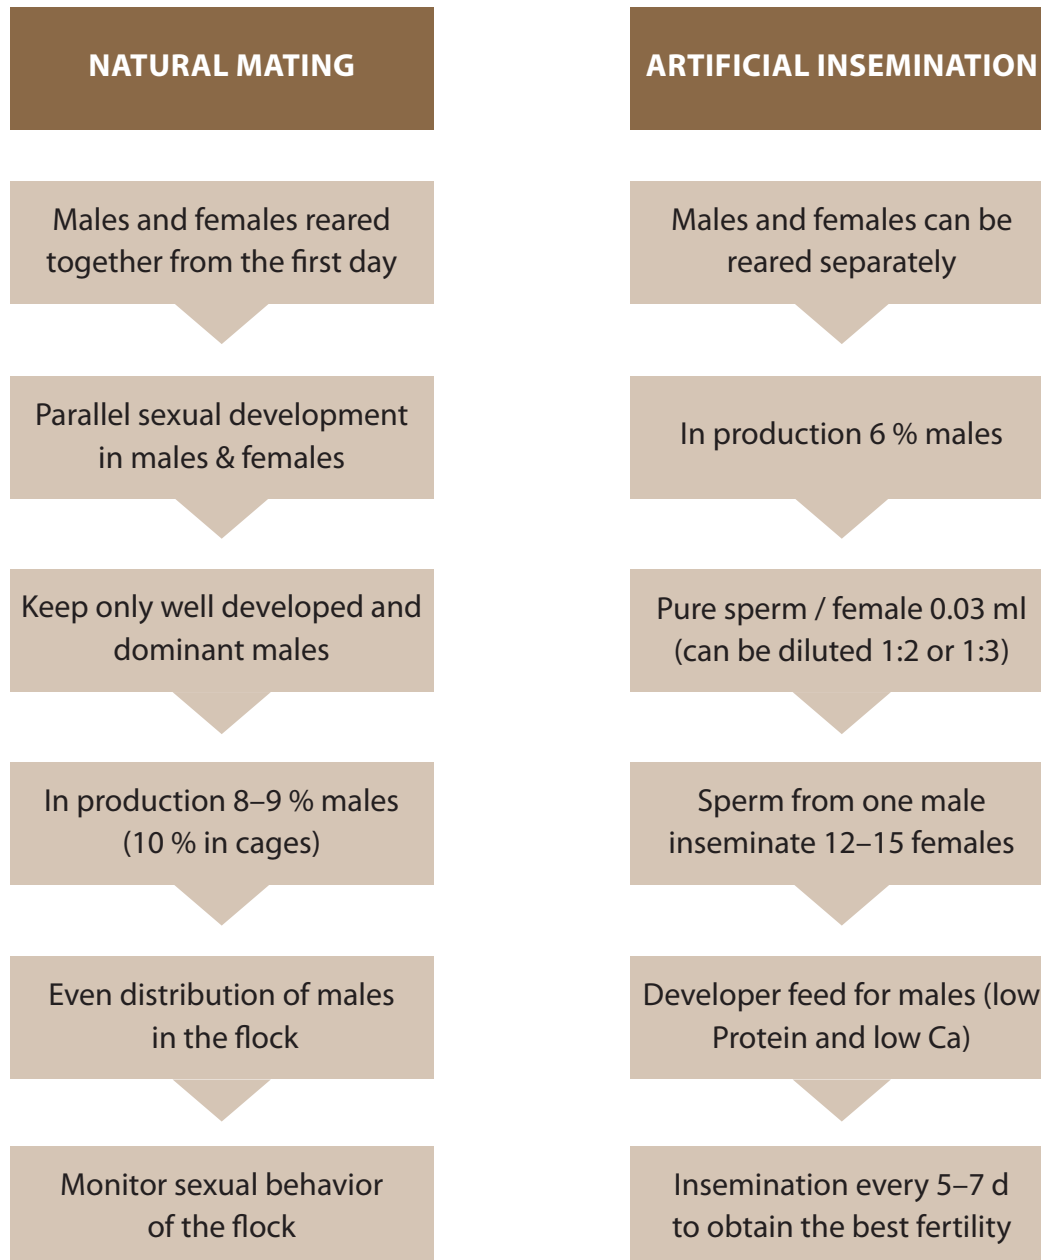 NATURAL MATING
Males and females reared
together from the first day
Parallel sexual development
in males & females
Keep only well developed and
dominant males
In production 8–9 % males
(10 % in cages)
Even distribution of males
in the flock
Monitor sexual behavior
of the flock
ARTIFICIAL INSEMINATION
Males and females can be
reared separately
In production 6 % males
Pure sperm / female 0.03 ml
(can be diluted 1:2 or 1:3)
Sperm from one male
inseminate 12–15 females
Developer feed for males (low
Protein and low Ca)
Insemination every 5–7 d
to obtain the best fertility